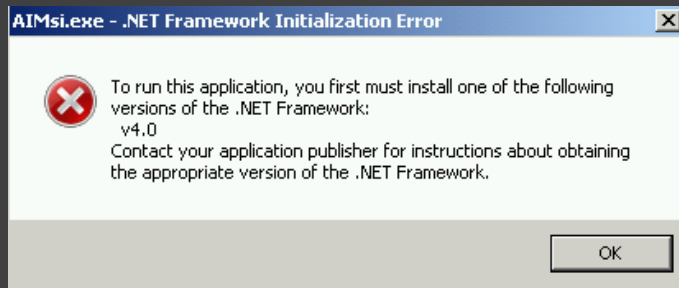 AIMsi.exe - .NET Framework Initialization Error
To run this application, you first must install one of the following
versions of the .NET Framework:
v4.0
Contact your application publisher for instructions about obtaining
the appropriate version of the .NET Framework.
OK